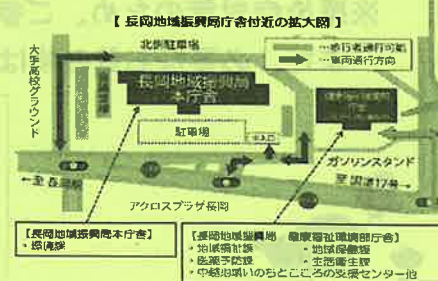 【 長岡地域振興局庁舎付近の拡大図 】
北側駐車場
…歩行者通行可能
…車両通行方向
大手高校グラウンド
長岡地域振興局
本庁舎
駐車場
ガソリンスタンド
←至 長岡駅
至 国道17号→
アクロスプラザ長岡
【長岡地域振興局本庁舎】
・環境課
【長岡地域振興局 健康福祉環境部庁舎】
・地域福祉課 ・地域保健課
・医薬予防課 ・生活衛生課
・中越地域いのちとこころの支援センター他